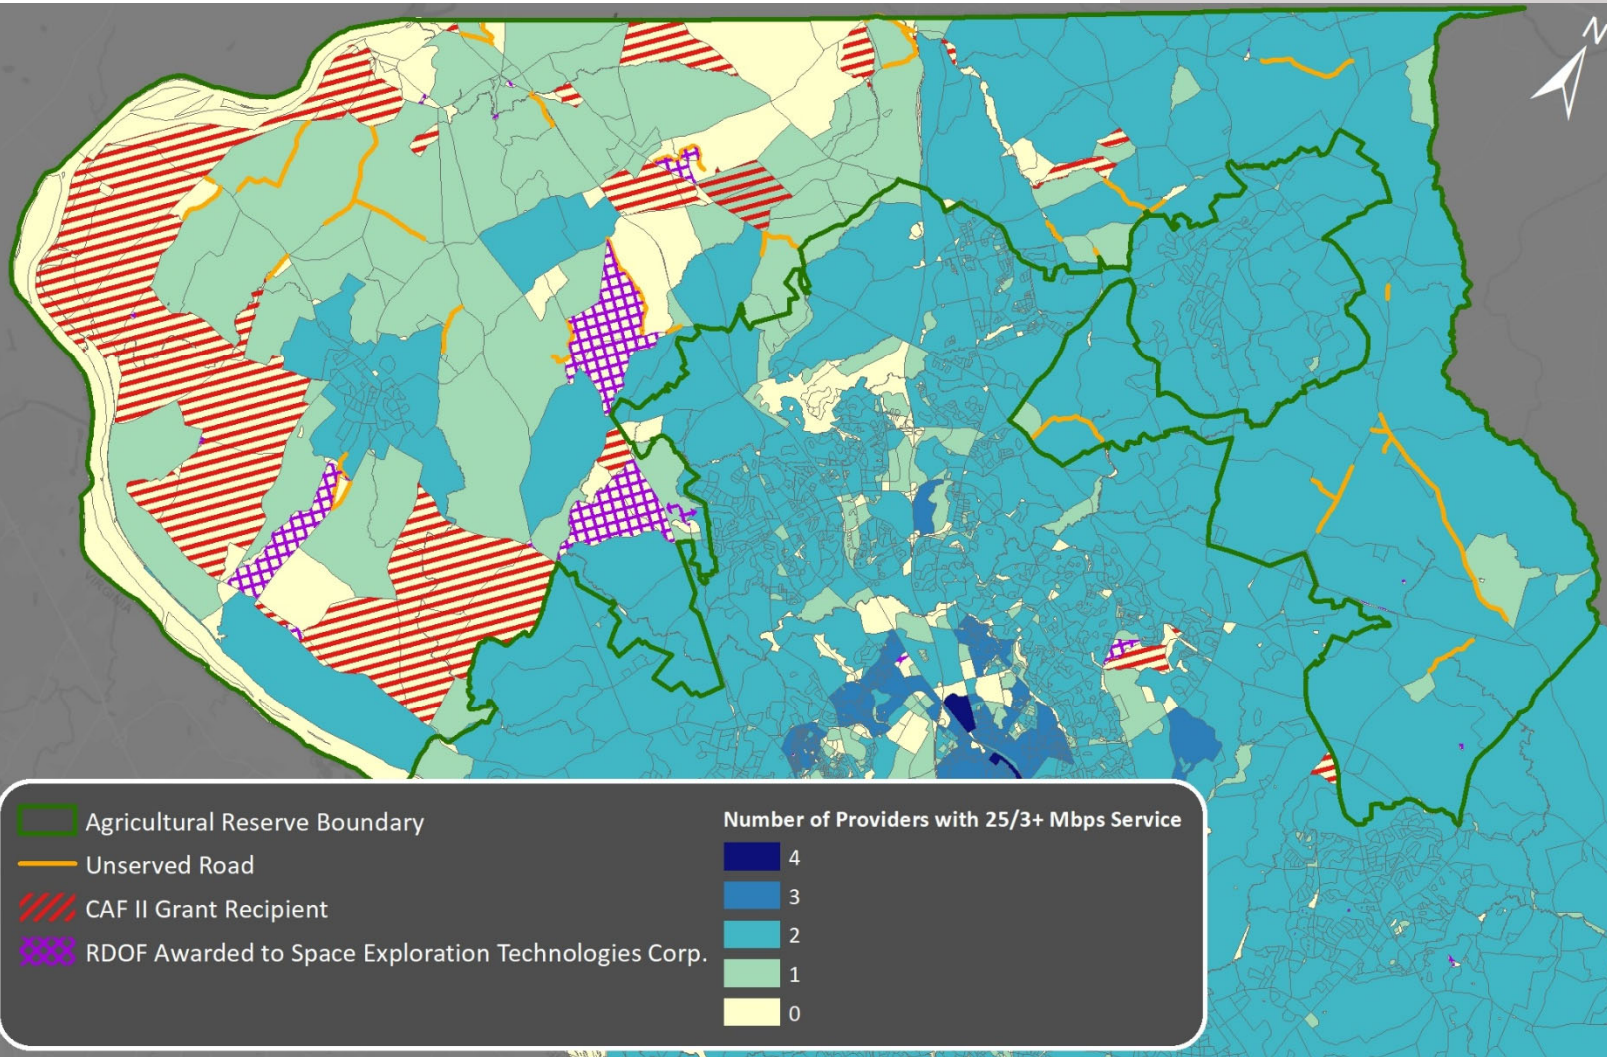 N
VIRGINIA
Agricultural Reserve Boundary
Unserved Road
CAF II Grant Recipient
RDOF Awarded to Space Exploration Technologies Corp.
Number of Providers with 25/3+ Mbps Service
4
3
2
1
0